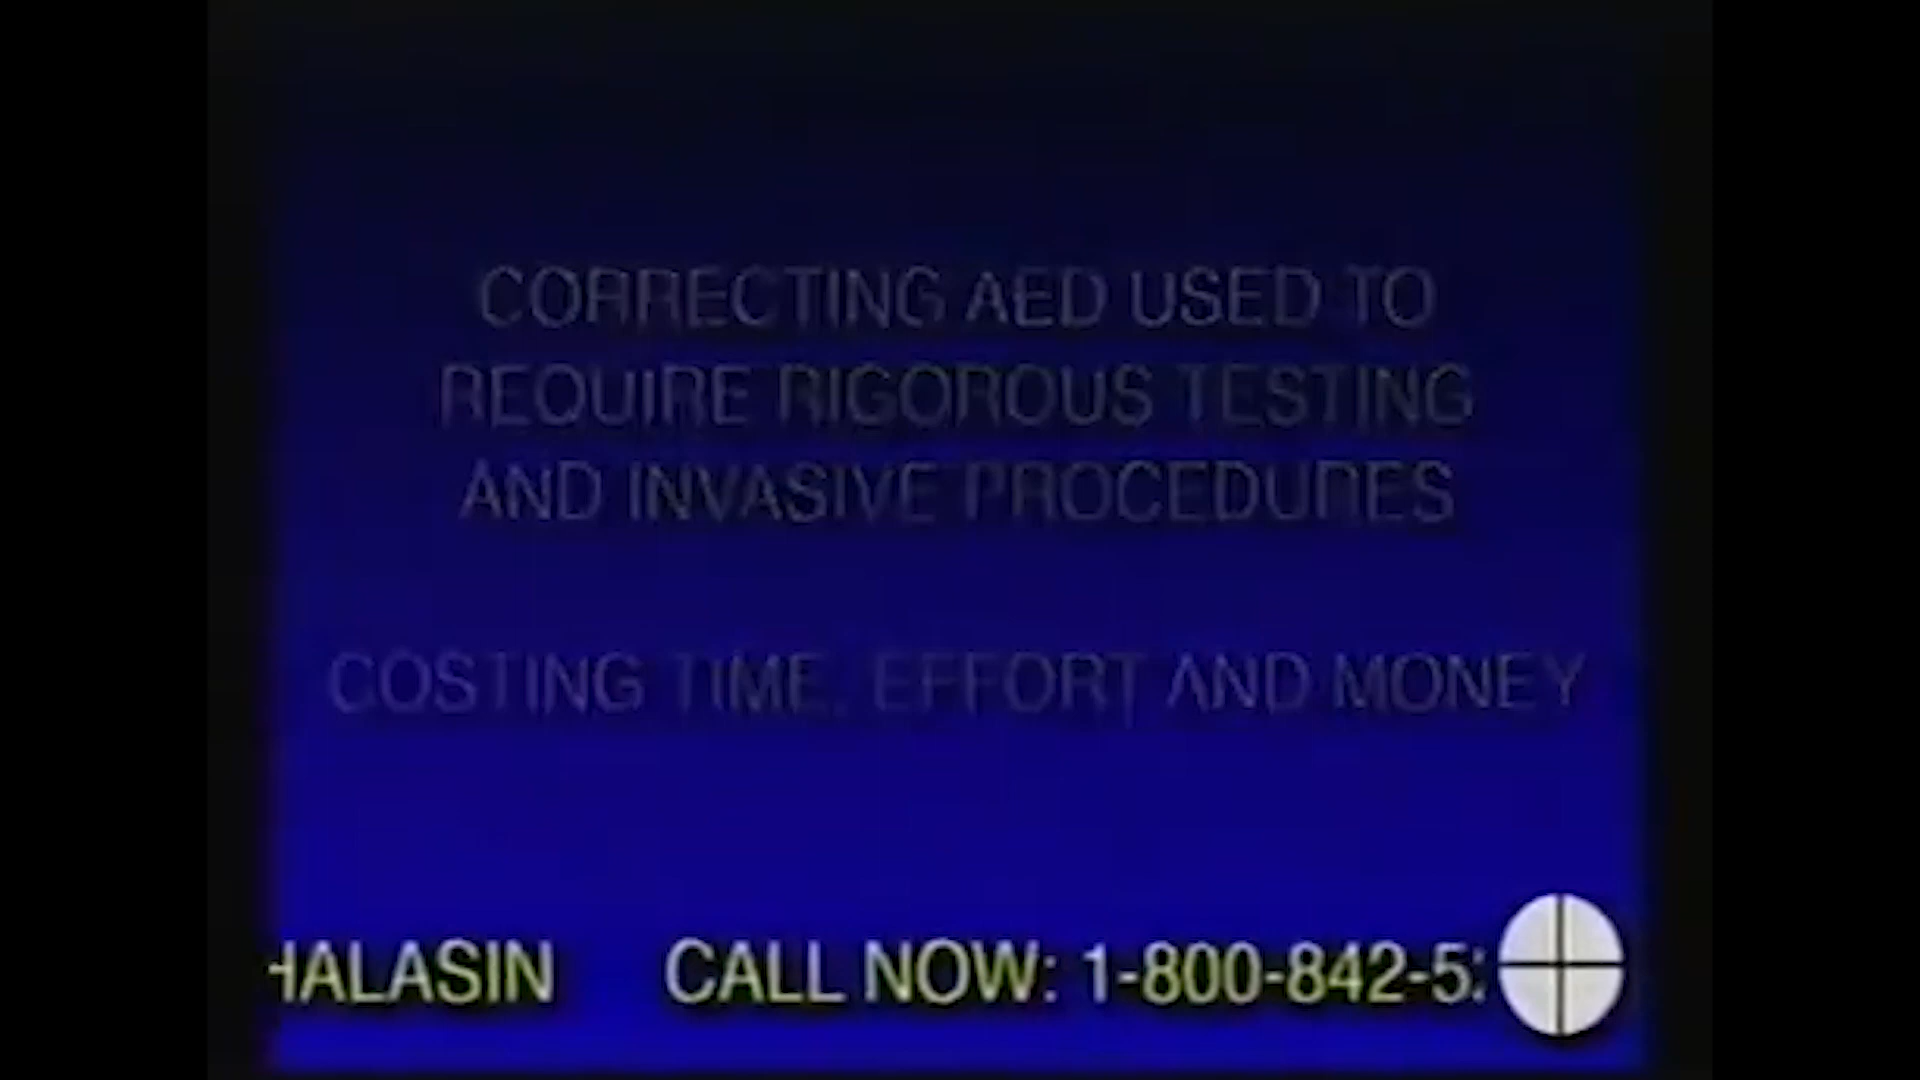 CORRECTING AED USED TO
REQUIRE RIGOROUS TESTING
AND INVASIVE PROCEDURES
COSTING TIME, EFFORT AND MONEY
HALASIN CALL NOW: 1-800-842-5